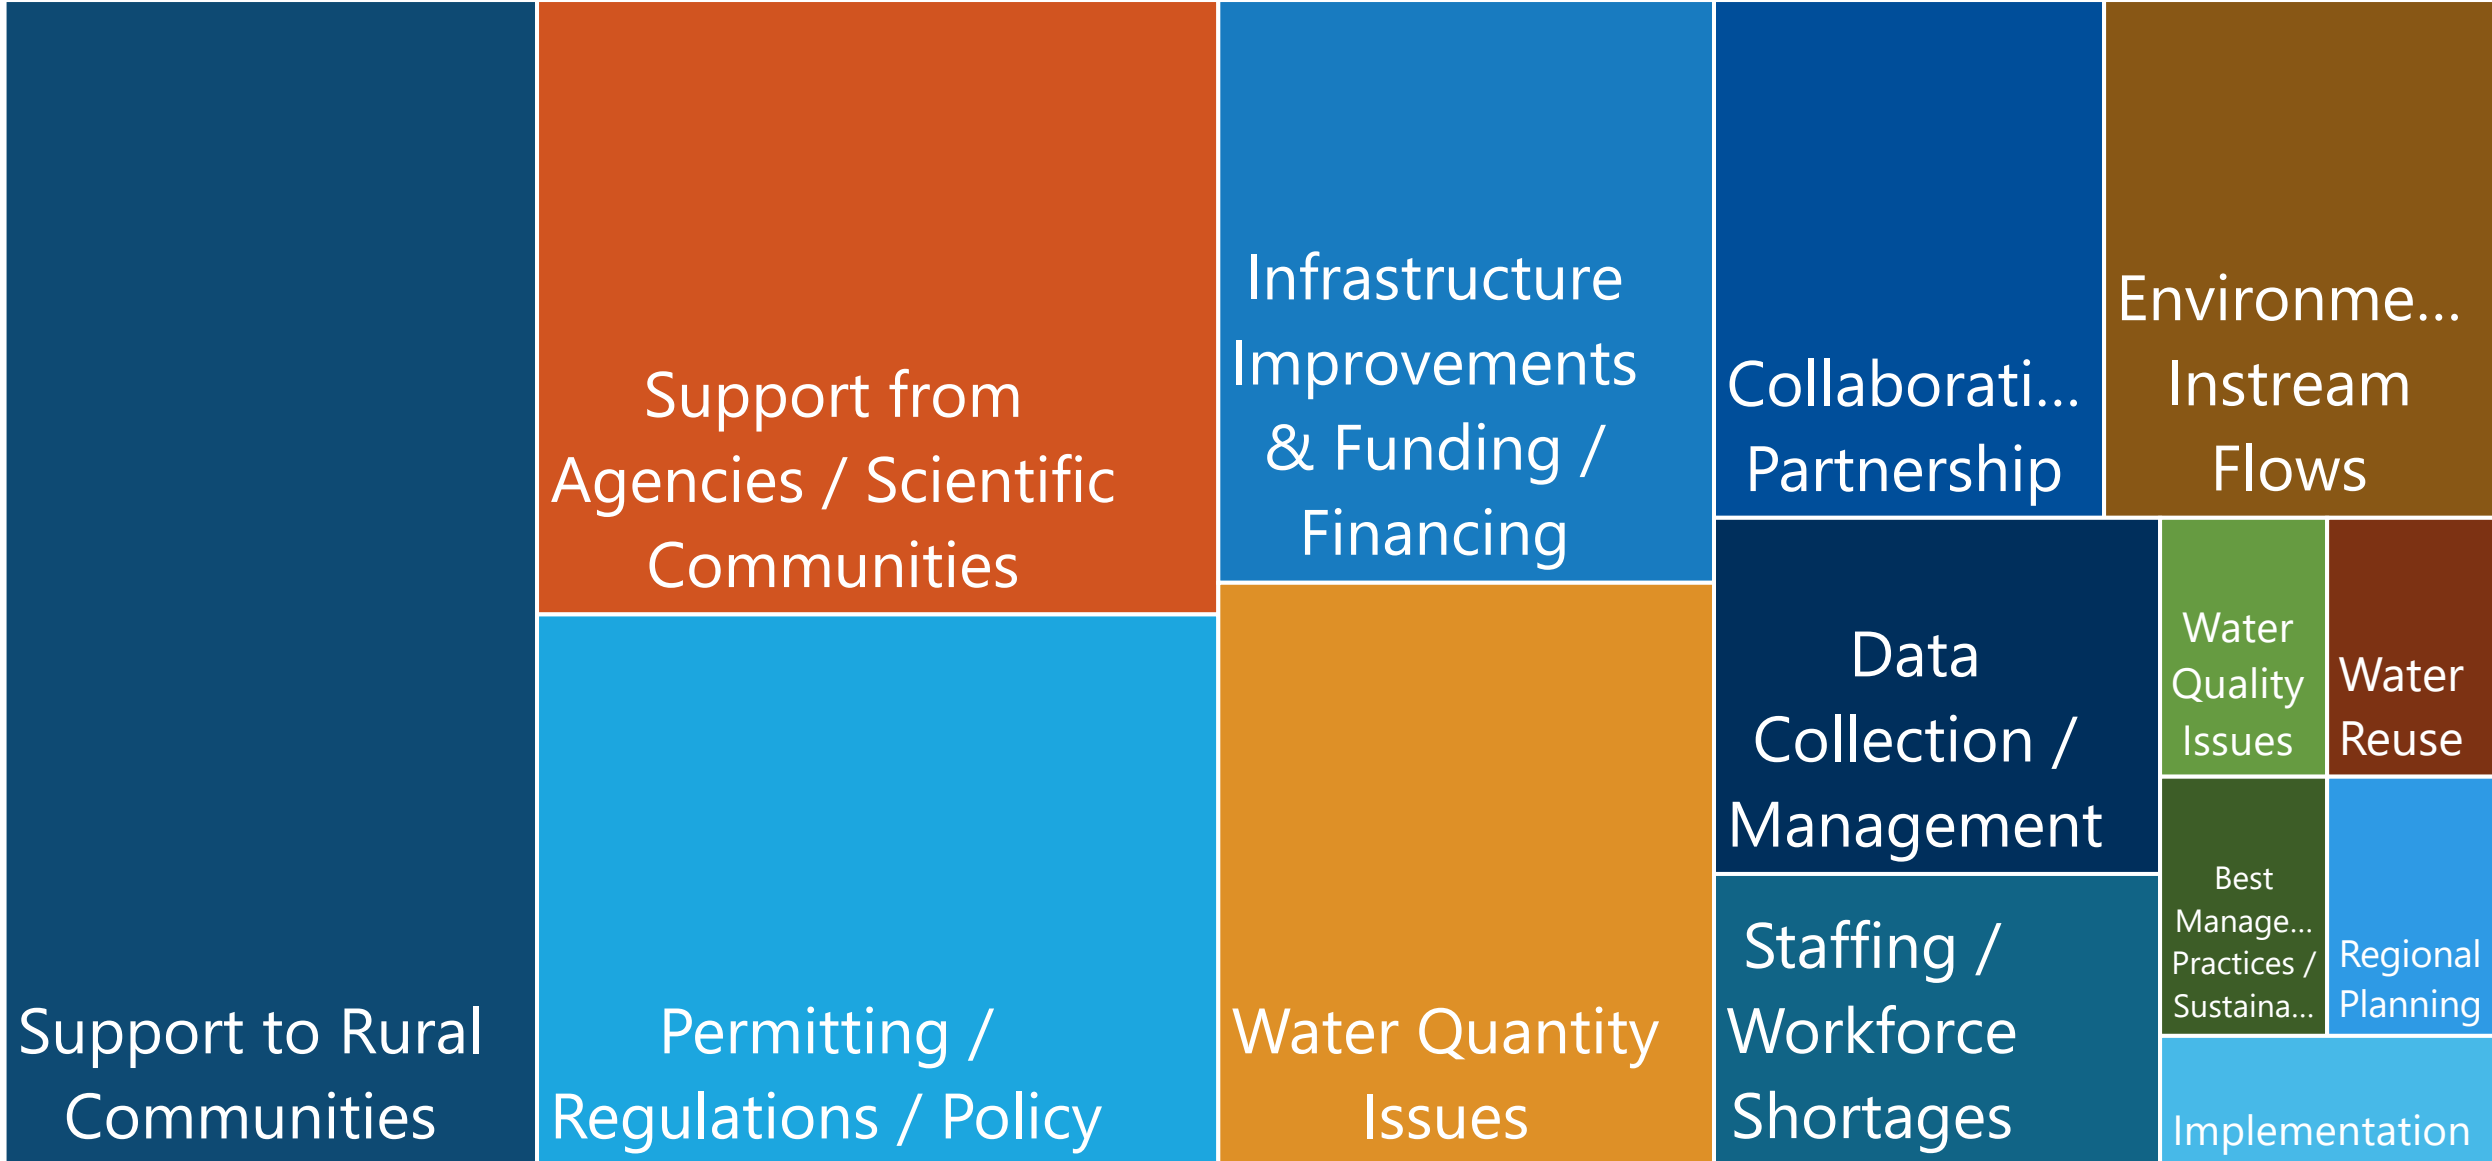 Support to Rural
Communities
Support from
Agencies / Scientific
Communities
Permitting /
Regulations / Policy
Infrastructure
Improvements
& Funding /
Financing
Water Quantity
Issues
Collaborati...
Partnership
Environme...
Instream
Flows
Data
Collection /
Management
Staffing /
Workforce
Shortages
Water
Quality
Issues
Water
Reuse
Best
Manage...
Practices /
Sustaina...
Regional
Planning
Implementation